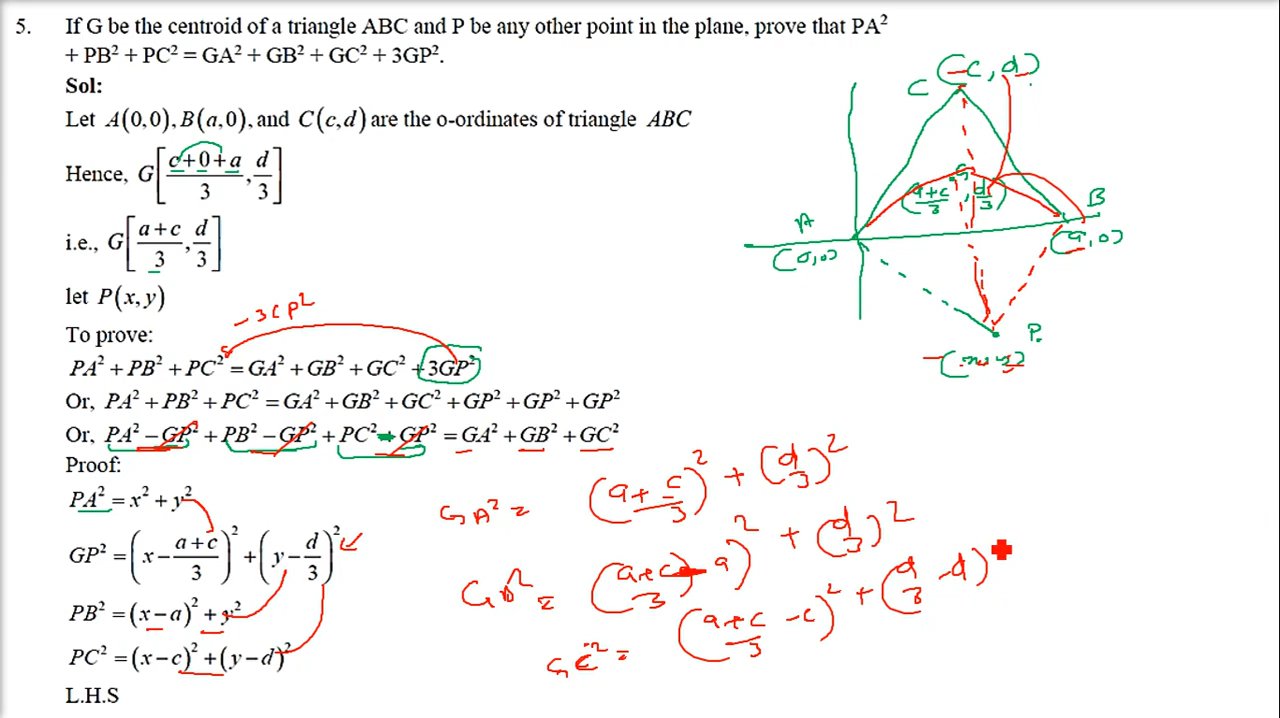 5. If G be the centroid of a triangle ABC and P be any other point in the plane, prove that PA²
+ PB² + PC² = GA² + GB² + GC² + 3GP².
Sol:
Let A(0,0), B(a,0), and C(c,d) are the o-ordinates of triangle ABC
Hence, G[(c+0+a)/3, d/3]
i.e., G[(a+c)/3, d/3]
let P(x,y)
-3GP²
To prove:
PA² + PB² + PC² = GA² + GB² + GC² + 3GP²
Or, PA² + PB² + PC² = GA² + GB² + GC² + GP² + GP² + GP²
Or, PA² − GP² + PB² − GP² + PC² − GP² = GA² + GB² + GC²
Proof:
PA² = x² + y²
GP² = (x − (a+c)/3)² + (y − d/3)²
PB² = (x−a)² + y²
PC² = (x−c)² + (y−d)²
L.H.S
C (c, d)
G
((a+c)/3, d/3)
A
(0,0)
B
(a,0)
P.
(x, y)
GA² = ((a+c)/3)² + (d/3)²
GB² = ((a+c)/3 - a)² + (d/3)²
GC² = ((a+c)/3 - c)² + (d/3 - d)